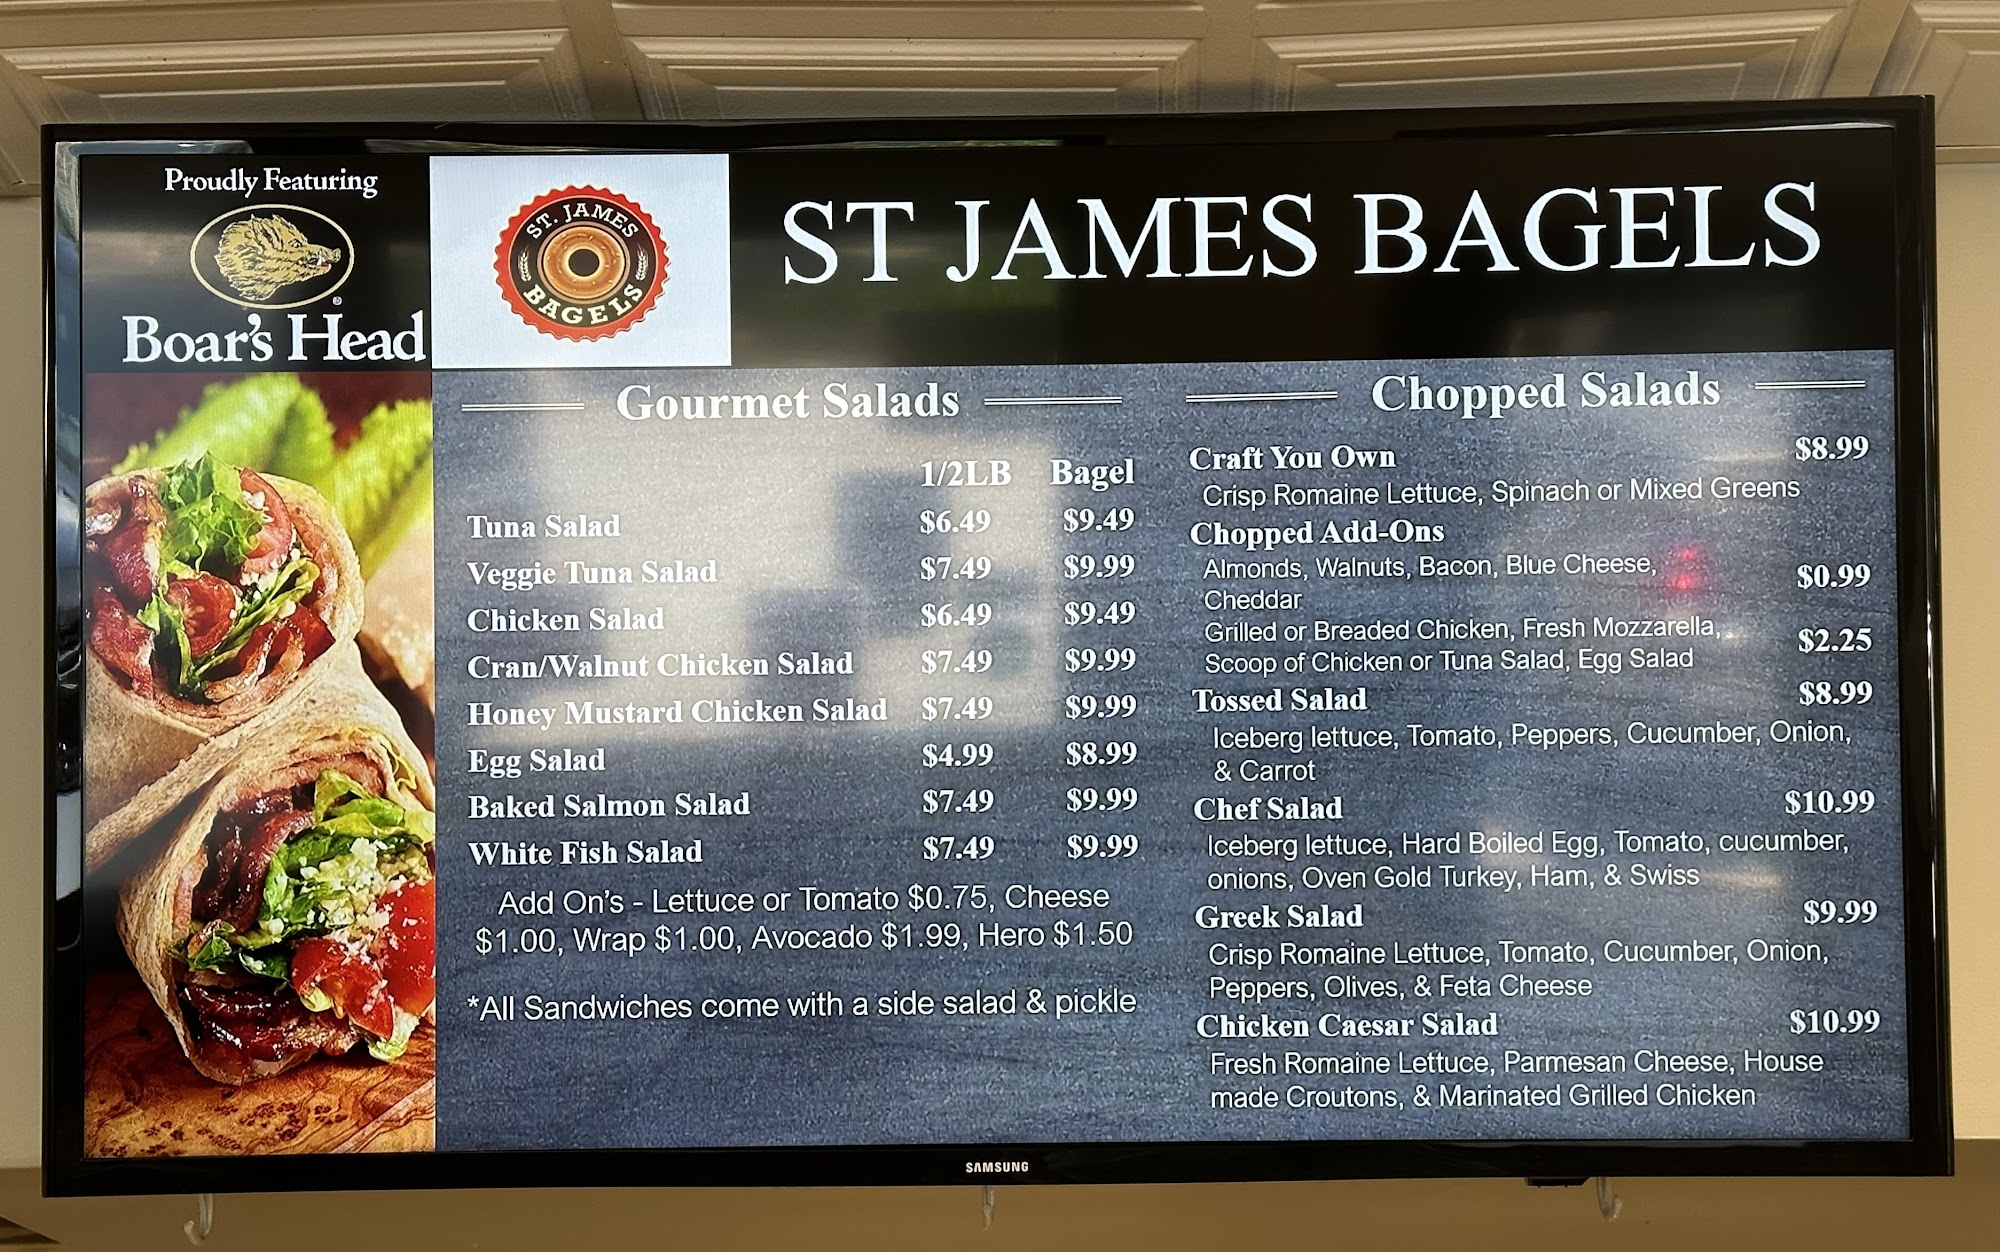 Proudly Featuring
Boar's Head
®
ST. JAMES
BAGELS
ST JAMES BAGELS
Gourmet Salads
1/2LB Bagel
Tuna Salad $6.49 $9.49
Veggie Tuna Salad $7.49 $9.99
Chicken Salad $6.49 $9.49
Cran/Walnut Chicken Salad $7.49 $9.99
Honey Mustard Chicken Salad $7.49 $9.99
Egg Salad $4.99 $8.99
Baked Salmon Salad $7.49 $9.99
White Fish Salad $7.49 $9.99
Add On's - Lettuce or Tomato $0.75, Cheese
$1.00, Wrap $1.00, Avocado $1.99, Hero $1.50
*All Sandwiches come with a side salad & pickle
Chopped Salads
Craft You Own $8.99
Crisp Romaine Lettuce, Spinach or Mixed Greens
Chopped Add-Ons
Almonds, Walnuts, Bacon, Blue Cheese, $0.99
Cheddar
Grilled or Breaded Chicken, Fresh Mozzarella, $2.25
Scoop of Chicken or Tuna Salad, Egg Salad
Tossed Salad $8.99
Iceberg lettuce, Tomato, Peppers, Cucumber, Onion,
& Carrot
Chef Salad $10.99
Iceberg lettuce, Hard Boiled Egg, Tomato, cucumber,
onions, Oven Gold Turkey, Ham, & Swiss
Greek Salad $9.99
Crisp Romaine Lettuce, Tomato, Cucumber, Onion,
Peppers, Olives, & Feta Cheese
Chicken Caesar Salad $10.99
Fresh Romaine Lettuce, Parmesan Cheese, House
made Croutons, & Marinated Grilled Chicken
SAMSUNG